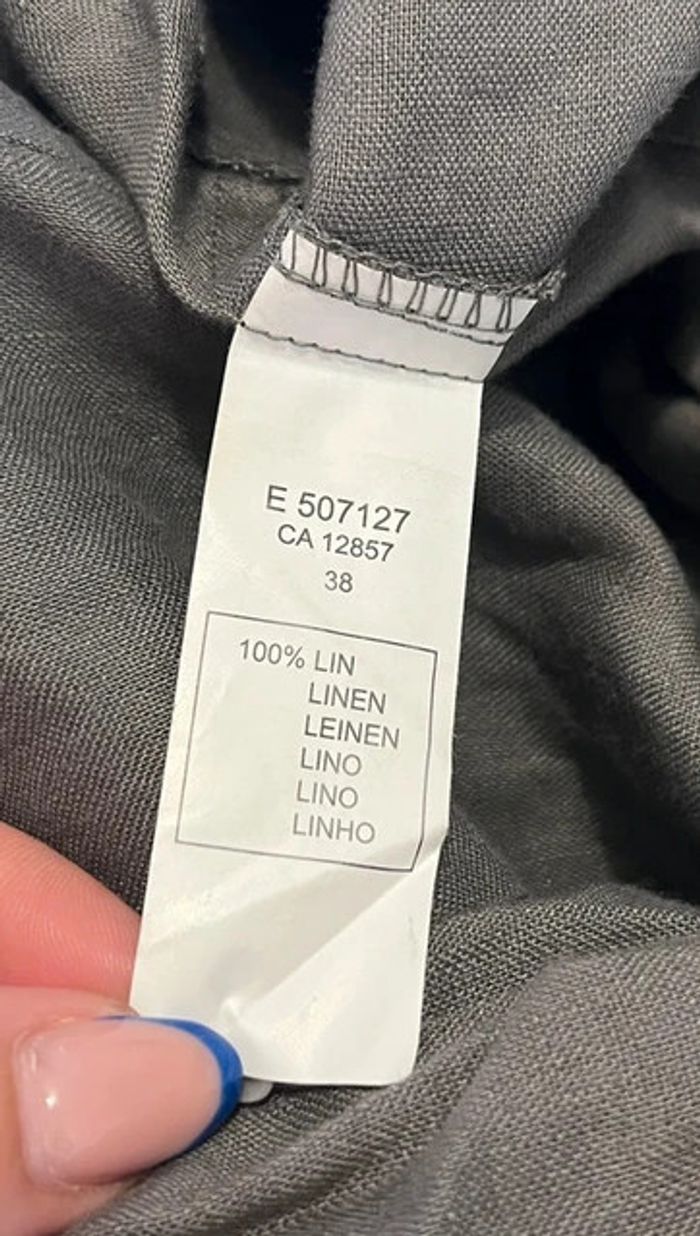 E 507127
CA 12857
38
100% LIN
LINEN
LEINEN
LINO
LINO
LINHO